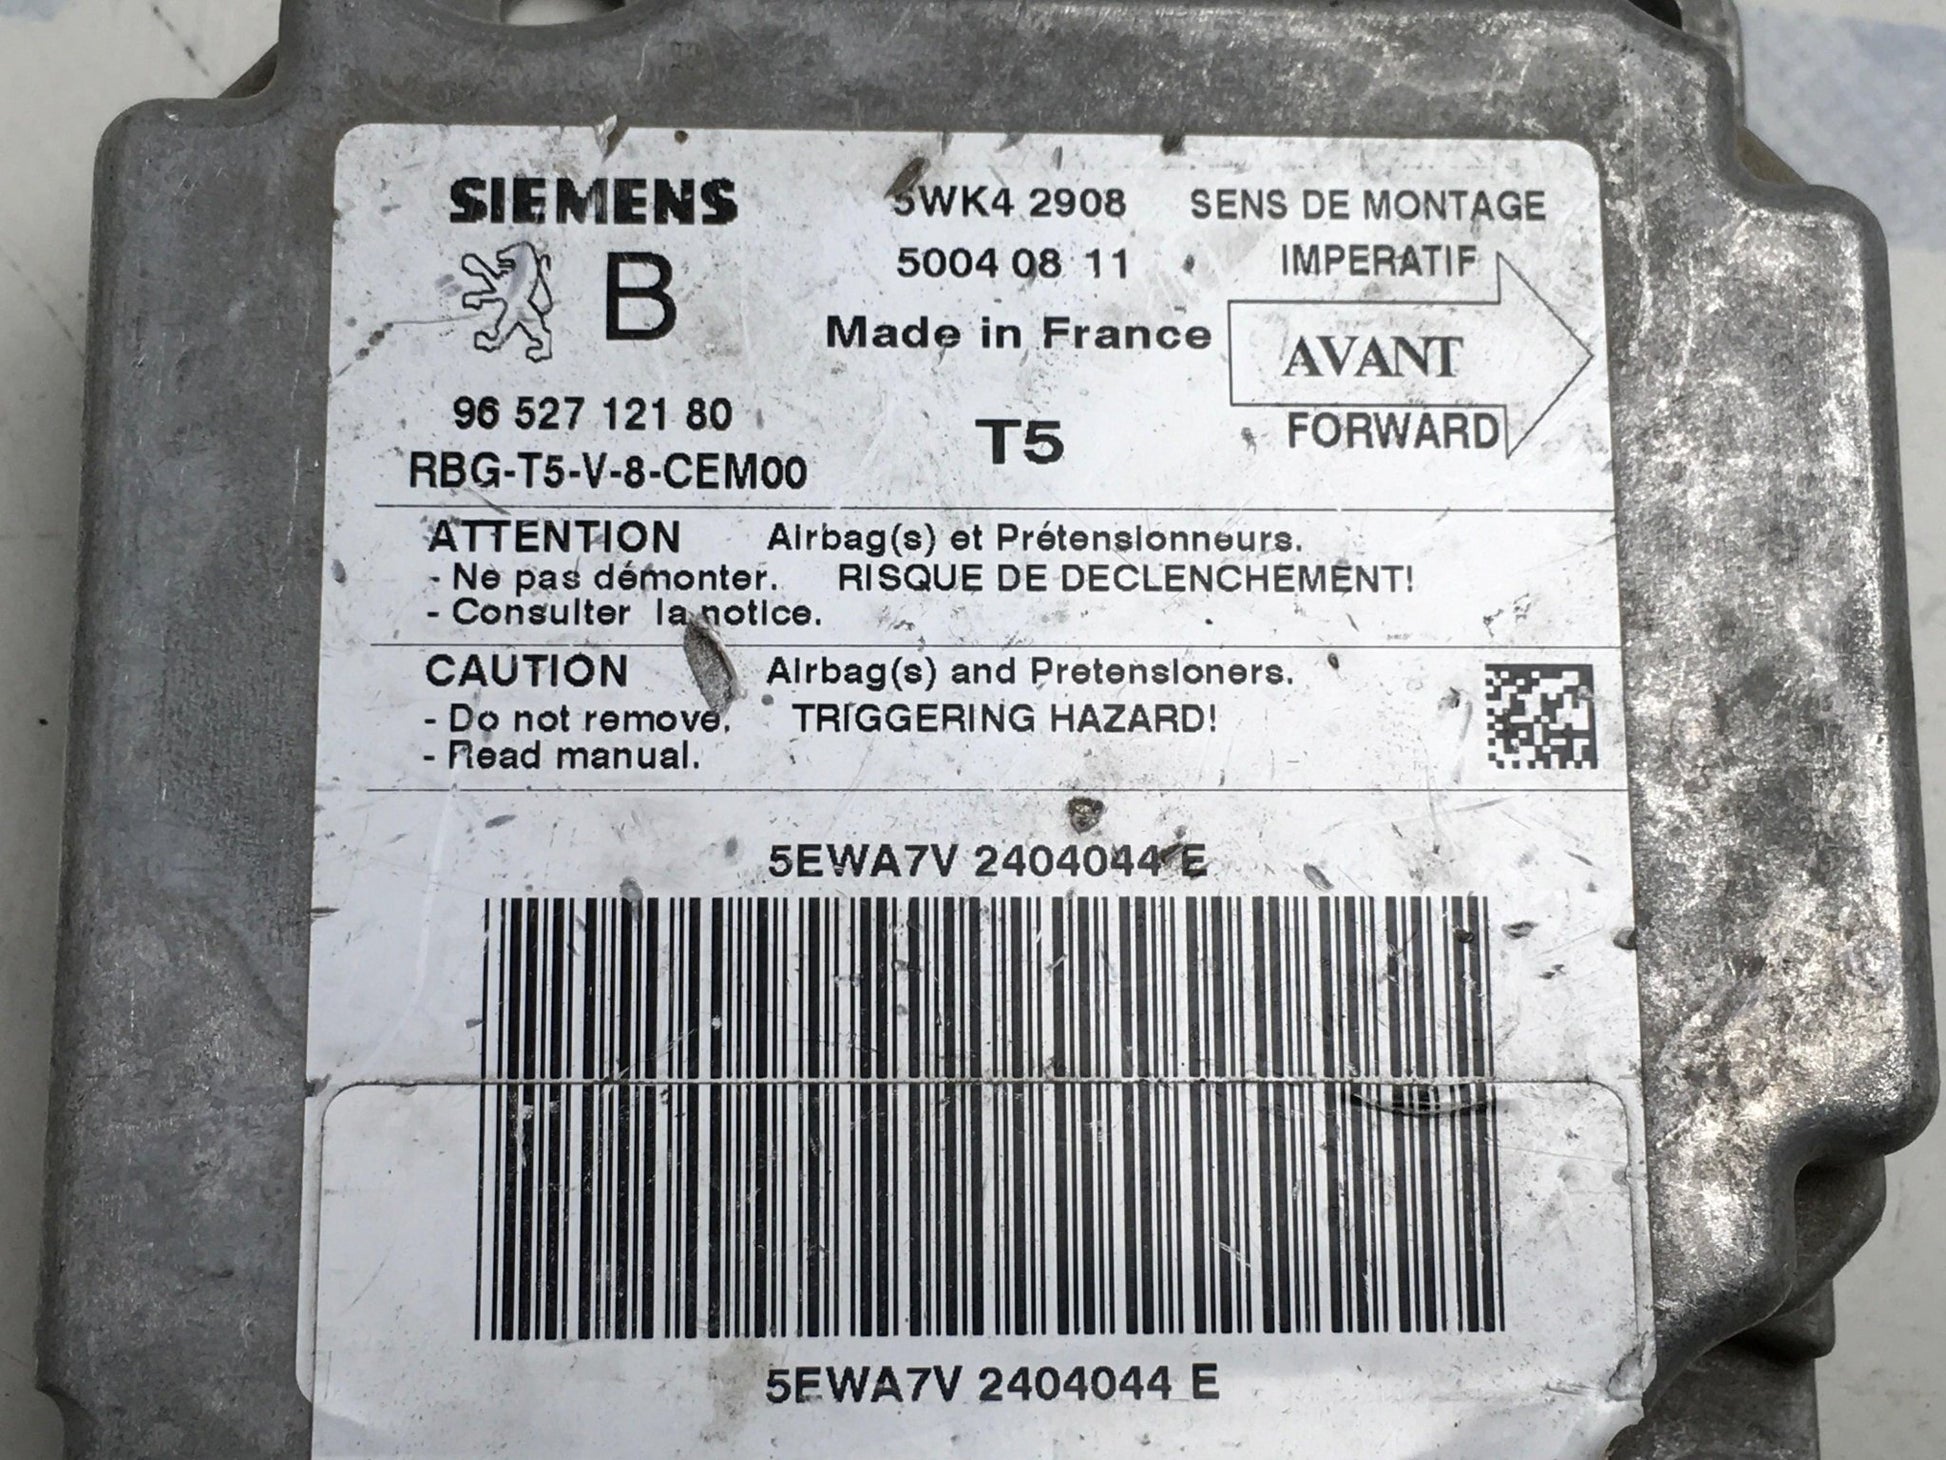 SIEMENS
B
96 527 121 80
RBG-T5-V-8-CEM00
5WK4 2908
5004 08 11
Made in France
T5
SENS DE MONTAGE
IMPERATIF
AVANT
FORWARD
ATTENTION Airbag(s) et Prétensionneurs.
- Ne pas démonter. RISQUE DE DECLENCHEMENT!
- Consulter la notice.
CAUTION Airbag(s) and Pretensioners.
- Do not remove. TRIGGERING HAZARD!
- Read manual.
5EWA7V 2404044 E
5EWA7V 2404044 E